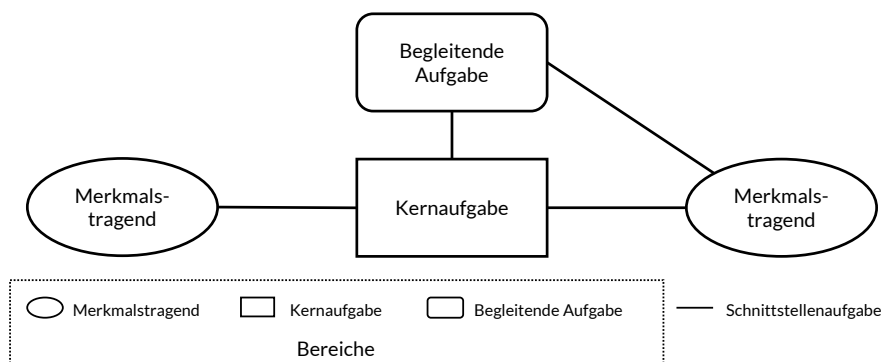 Begleitende
Aufgabe
Merkmals-
tragend
Kernaufgabe
Merkmals-
tragend
Merkmalstragend
Kernaufgabe
Begleitende Aufgabe
Schnittstellenaufgabe
Bereiche